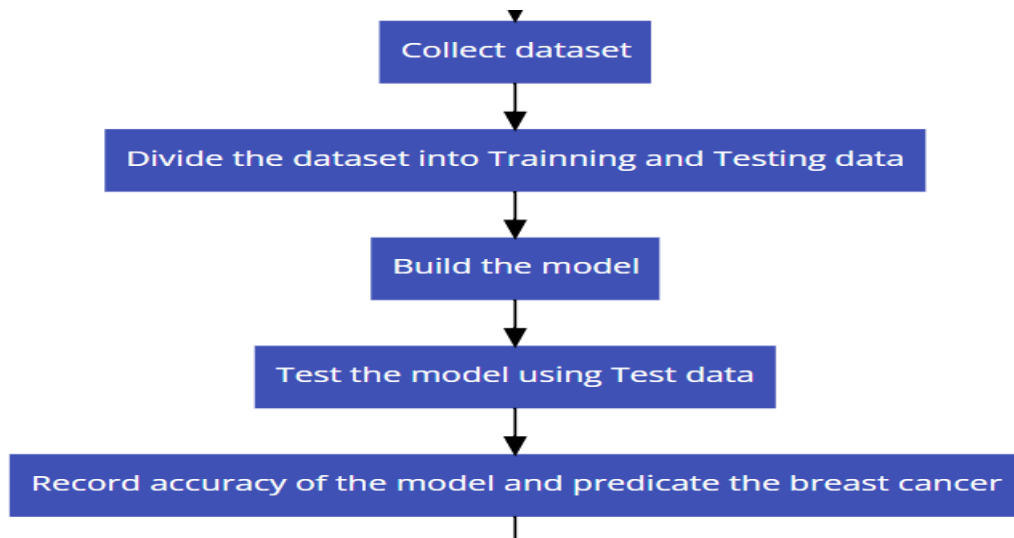 Collect dataset
Divide the dataset into Trainning and Testing data
Build the model
Test the model using Test data
Record accuracy of the model and predicate the breast cancer